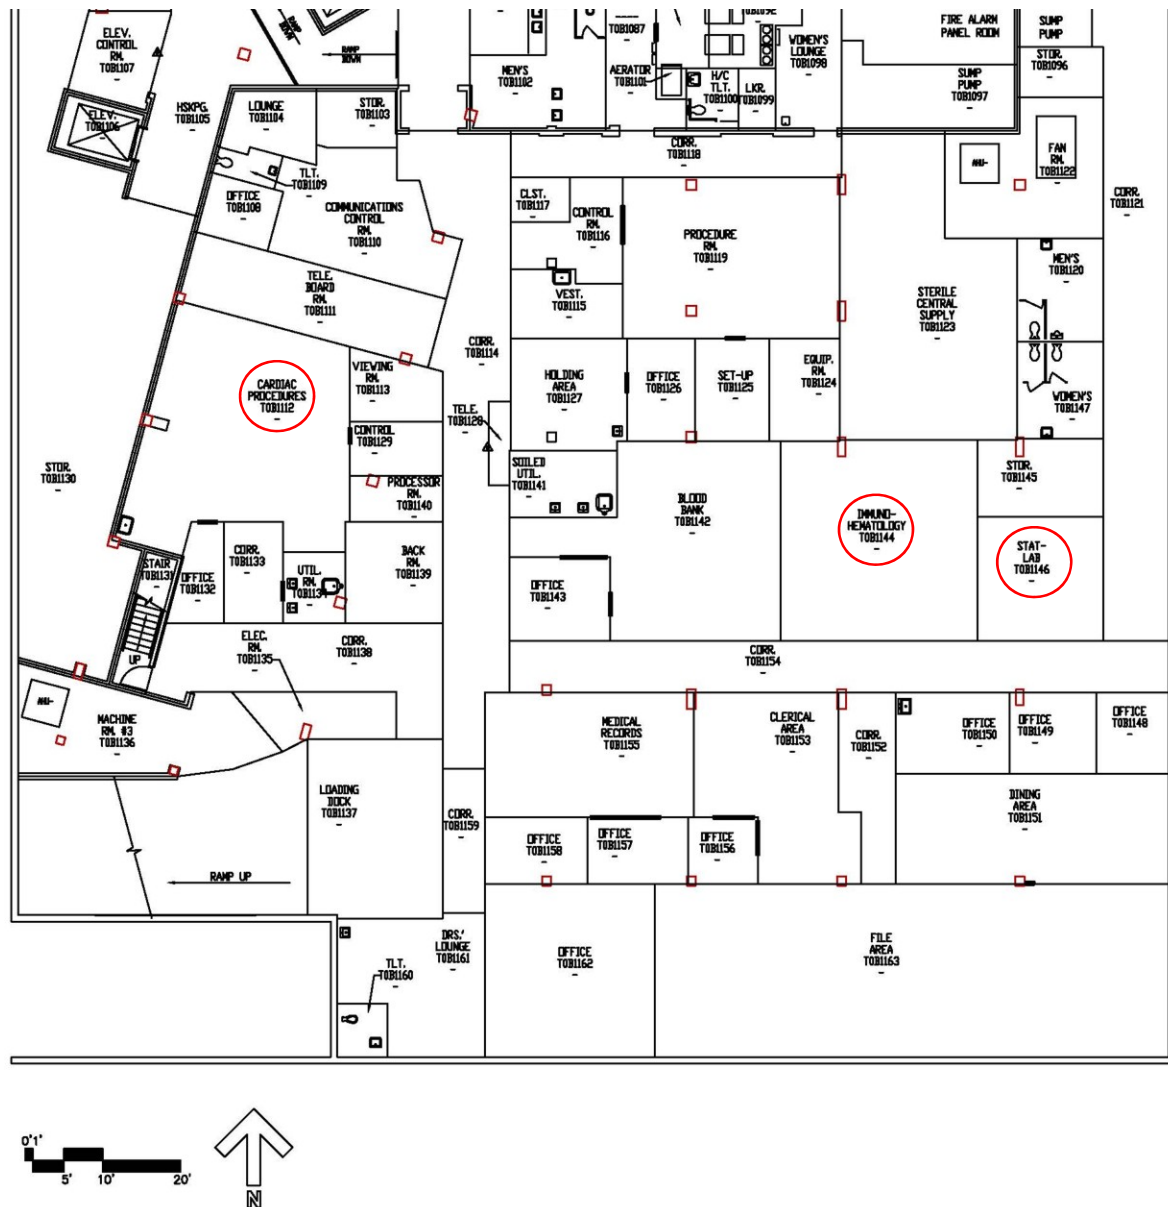 TOB1092
ELEV.
CONTROL
RM.
TOB1107
RAMP
DOWN
RAMP
DOWN
TOB1087
WOMEN'S
LOUNGE
TOB1098
FIRE ALARM
PANEL ROOM
SUMP
PUMP
STOR.
TOB1096
MEN'S
TOB1102
AERATOR
TOB1101
H/C
TLT.
TOB1100
LKR.
TOB1099
SUMP
PUMP
TOB1097
ELEV.
TOB1106
HSKPG.
TOB1105
LOUNGE
TOB1104
STOR.
TOB1103
CORR.
TOB1118
AHU-
FAN
RM.
TOB1122
CORR.
TOB1121
TLT.
TOB1109
OFFICE
TOB1108
COMMUNICATIONS
CONTROL
RM.
TOB1110
CLST.
TOB1117
CONTROL
RM.
TOB1116
PROCEDURE
RM.
TOB1119
MEN'S
TOB1120
TELE.
BOARD
RM.
TOB1111
VEST.
TOB1115
STERILE
CENTRAL
SUPPLY
TOB1123
CORR.
TOB1114
CARDIAC
PROCEDURES
TOB1112
VIEWING
RM.
TOB1113
HOLDING
AREA
TOB1127
OFFICE
TOB1126
SET-UP
TOB1125
EQUIP.
RM.
TOB1124
WOMEN'S
TOB1147
TELE.
TOB1128
CONTROL
TOB1129
STOR.
TOB1130
PROCESSOR
RM.
TOB1140
SOILED
UTIL.
TOB1141
BLOOD
BANK
TOB1142
IMMUNO-
HEMATOLOGY
TOB1144
STOR.
TOB1145
STAT-
LAB
TOB1146
STAIR
TOB1131
OFFICE
TOB1132
CORR.
TOB1133
UTIL.
RM.
TOB1134
BACK
RM.
TOB1139
OFFICE
TOB1143
UP
ELEC.
RM.
TOB1135
CORR.
TOB1138
CORR.
TOB1154
AHU-
MACHINE
RM. #3
TOB1136
MEDICAL
RECORDS
TOB1155
CLERICAL
AREA
TOB1153
CORR.
TOB1152
OFFICE
TOB1150
OFFICE
TOB1149
OFFICE
TOB1148
LOADING
DOCK
TOB1137
CORR.
TOB1159
DINING
AREA
TOB1151
OFFICE
TOB1158
OFFICE
TOB1157
OFFICE
TOB1156
RAMP UP
DRS.'
LOUNGE
TOB1161
OFFICE
TOB1162
FILE
AREA
TOB1163
TLT.
TOB1160
0'1'
5'
10'
20'
N